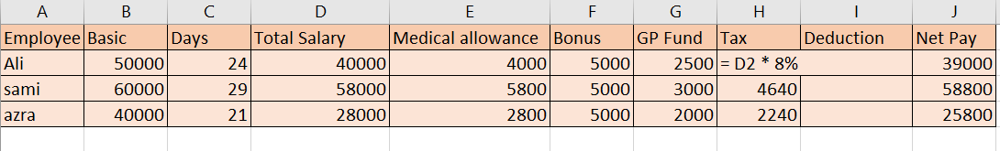 A B C D E F G H I J
Employee Basic Days Total Salary Medical allowance Bonus GP Fund Tax Deduction Net Pay
Ali 50000 24 40000 4000 5000 2500 = D2 * 8% 39000
sami 60000 29 58000 5800 5000 3000 4640 58800
azra 40000 21 28000 2800 5000 2000 2240 25800